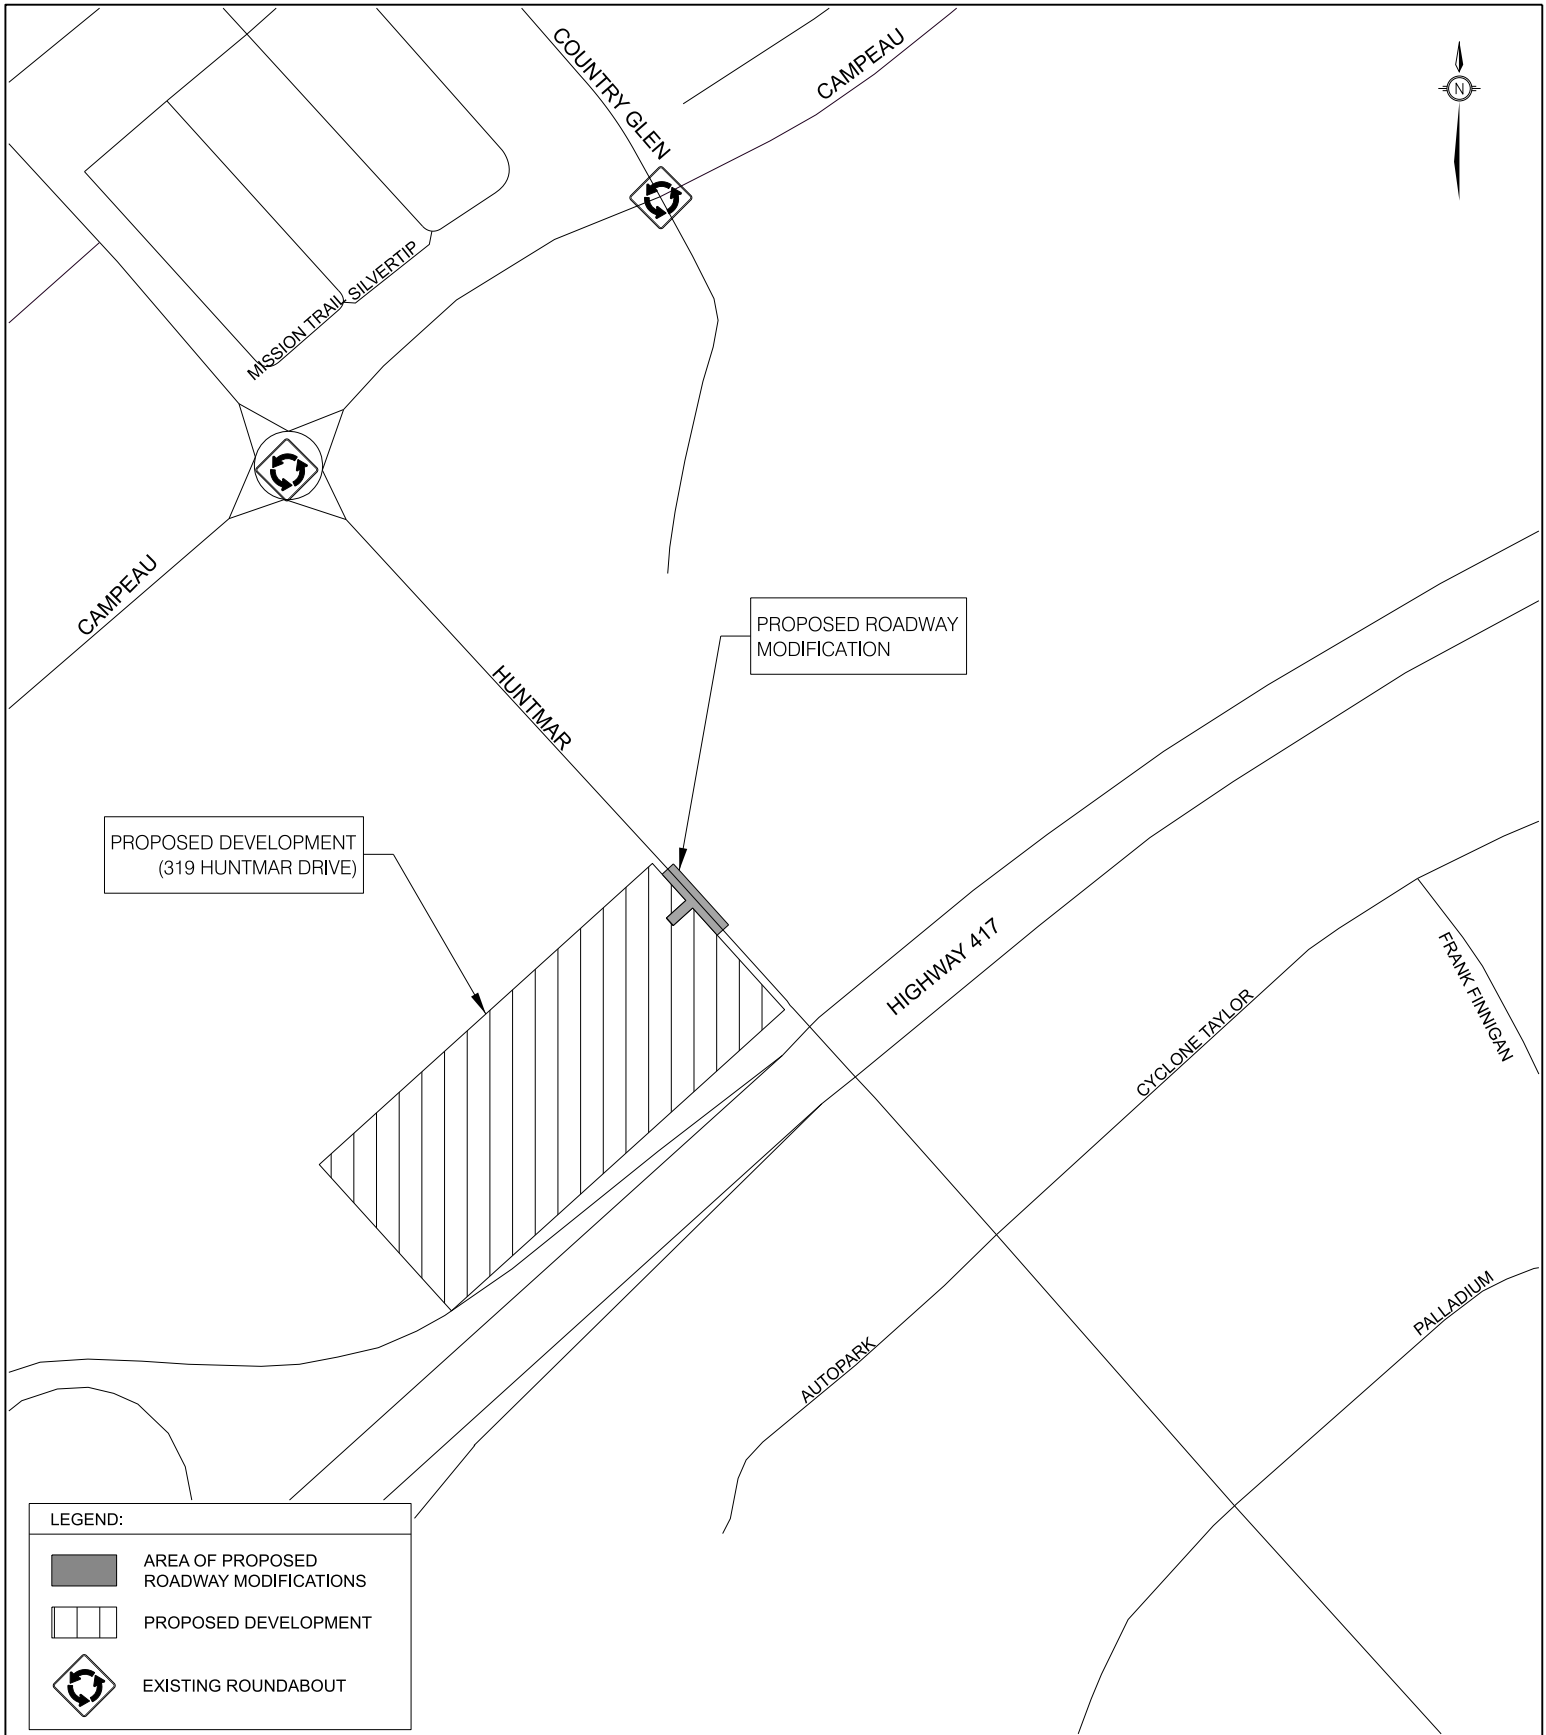 COUNTRY GLEN
CAMPEAU
N
MISSION TRAIL
SILVERTIP
CAMPEAU
HUNTMAR
PROPOSED ROADWAY
MODIFICATION
PROPOSED DEVELOPMENT
(319 HUNTMAR DRIVE)
HIGHWAY 417
FRANK FINNIGAN
CYCLONE TAYLOR
PALLADIUM
AUTOPARK
LEGEND:
AREA OF PROPOSED
ROADWAY MODIFICATIONS
PROPOSED DEVELOPMENT
EXISTING ROUNDABOUT